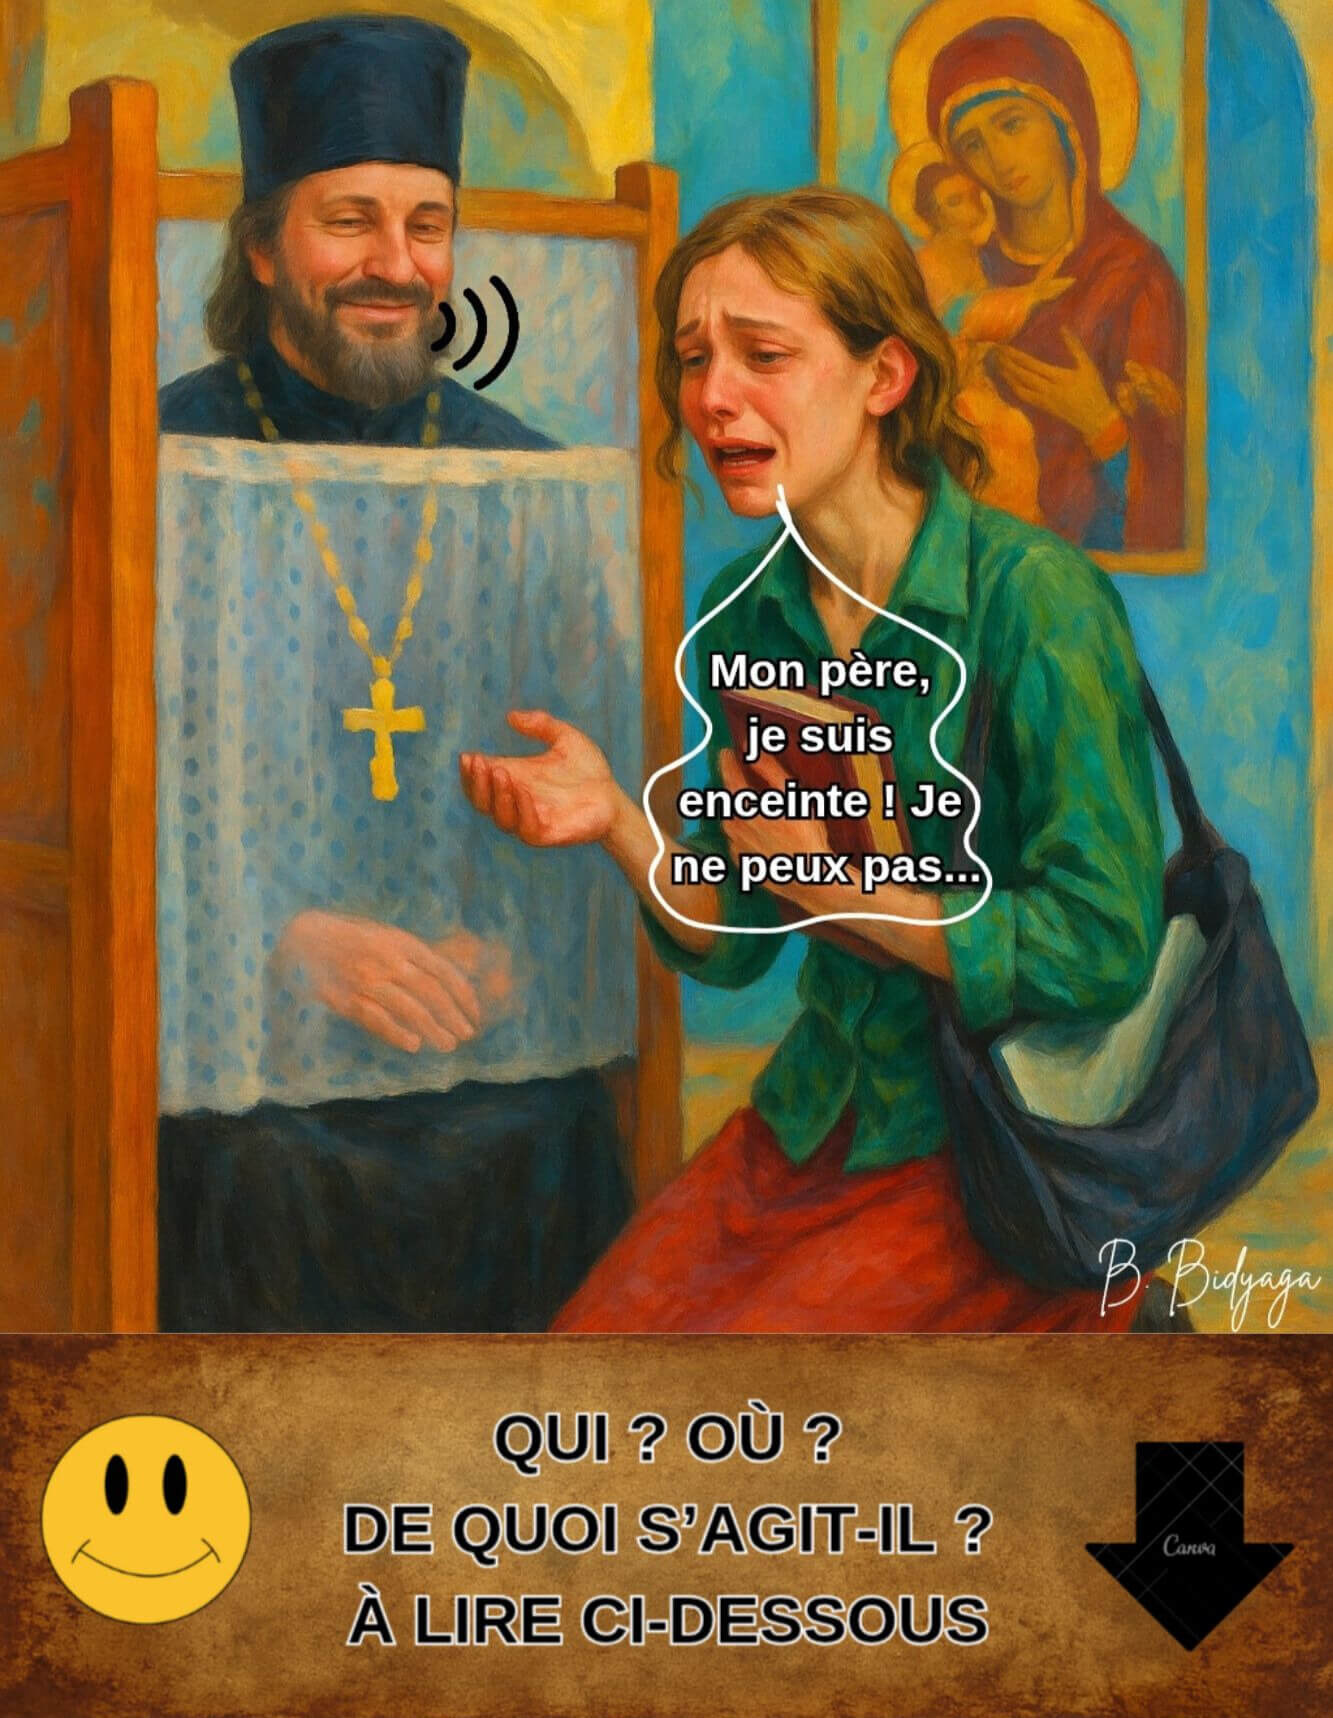 Mon père,
je suis
enceinte ! Je
ne peux pas...
B. Bidyaga
QUI ? OÙ ?
DE QUOI S’AGIT-IL ?
À LIRE CI-DESSOUS
Canva